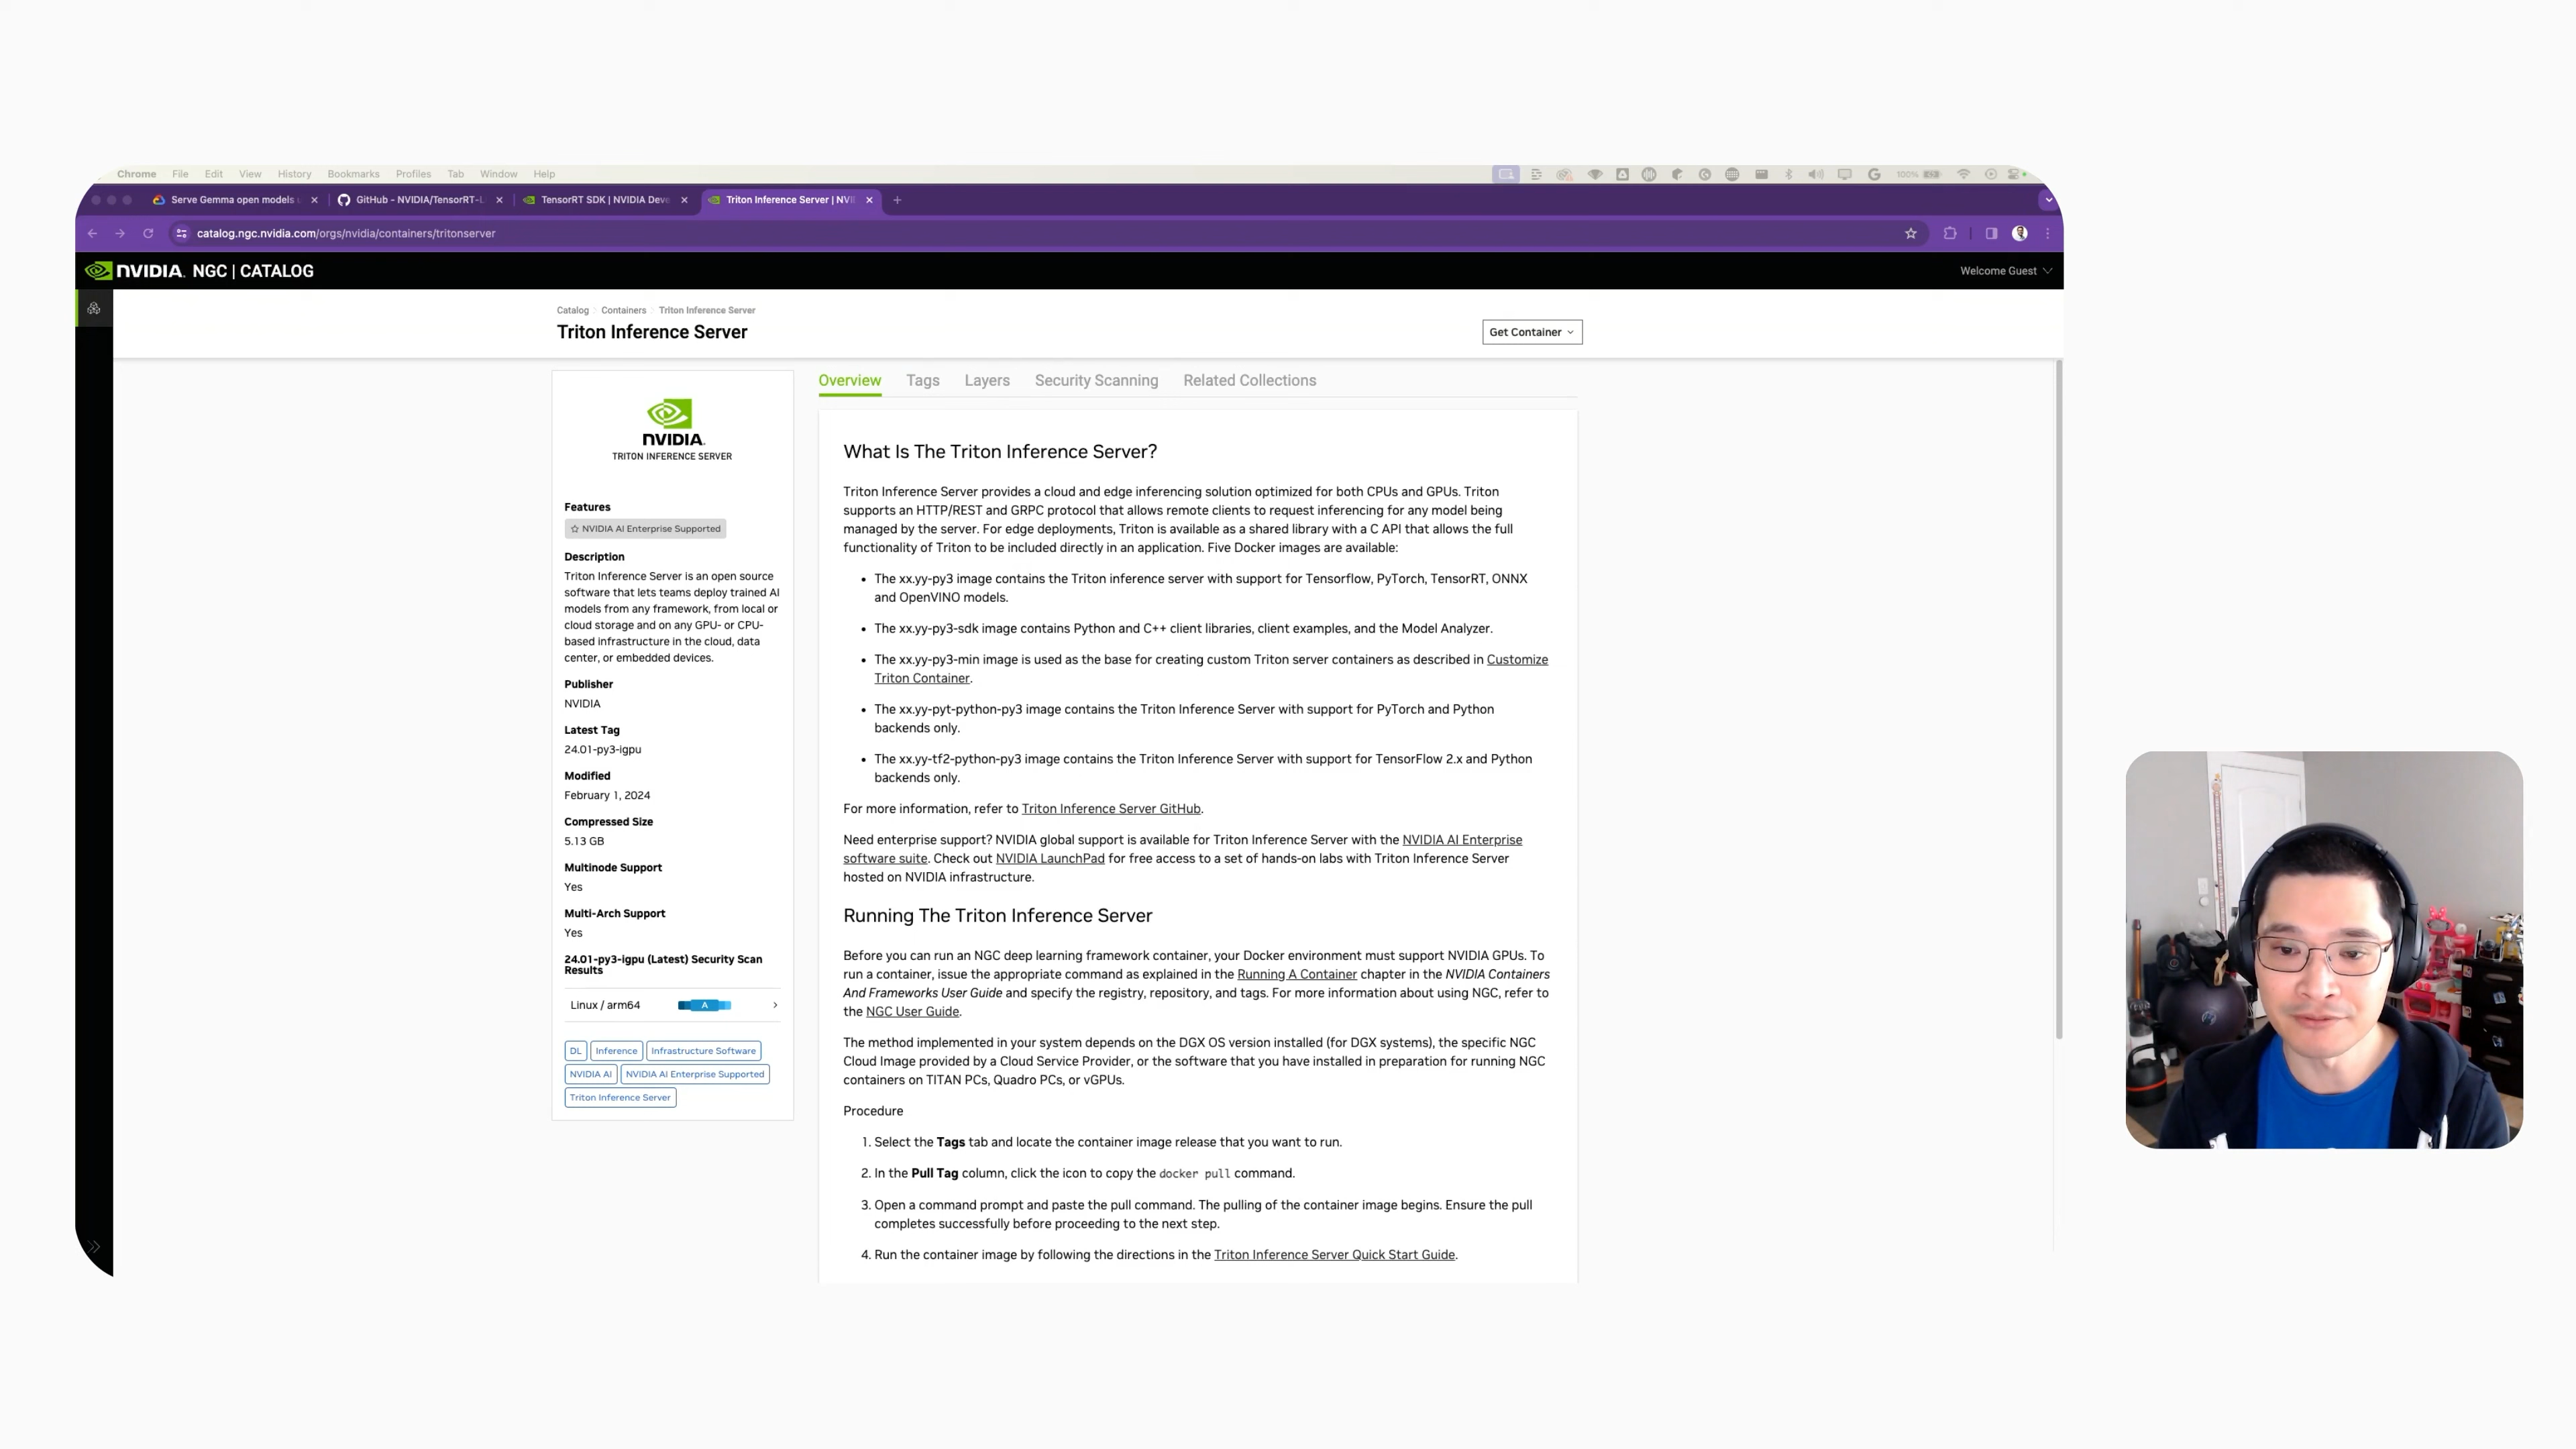 Chrome File Edit View History Bookmarks Profiles Tab Window Help
100%
Serve Gemma open models
GitHub - NVIDIA/TensorRT-L
TensorRT SDK | NVIDIA Deve
Triton Inference Server | NVI
catalog.ngc.nvidia.com/orgs/nvidia/containers/tritonserver
NVIDIA. NGC | CATALOG
Welcome Guest
Catalog Containers Triton Inference Server
Triton Inference Server
Get Container
NVIDIA.
TRITON INFERENCE SERVER
Features
NVIDIA AI Enterprise Supported
Description
Triton Inference Server is an open source
software that lets teams deploy trained AI
models from any framework, from local or
cloud storage and on any GPU- or CPU-
based infrastructure in the cloud, data
center, or embedded devices.
Publisher
NVIDIA
Latest Tag
24.01-py3-igpu
Modified
February 1, 2024
Compressed Size
5.13 GB
Multinode Support
Yes
Multi-Arch Support
Yes
24.01-py3-igpu (Latest) Security Scan
Results
Linux / arm64
A
DL Inference Infrastructure Software
NVIDIA AI NVIDIA AI Enterprise Supported
Triton Inference Server
Overview Tags Layers Security Scanning Related Collections
What Is The Triton Inference Server?
Triton Inference Server provides a cloud and edge inferencing solution optimized for both CPUs and GPUs. Triton
supports an HTTP/REST and GRPC protocol that allows remote clients to request inferencing for any model being
managed by the server. For edge deployments, Triton is available as a shared library with a C API that allows the full
functionality of Triton to be included directly in an application. Five Docker images are available:
• The xx.yy-py3 image contains the Triton inference server with support for Tensorflow, PyTorch, TensorRT, ONNX
and OpenVINO models.
• The xx.yy-py3-sdk image contains Python and C++ client libraries, client examples, and the Model Analyzer.
• The xx.yy-py3-min image is used as the base for creating custom Triton server containers as described in Customize
Triton Container.
• The xx.yy-pyt-python-py3 image contains the Triton Inference Server with support for PyTorch and Python
backends only.
• The xx.yy-tf2-python-py3 image contains the Triton Inference Server with support for TensorFlow 2.x and Python
backends only.
For more information, refer to Triton Inference Server GitHub.
Need enterprise support? NVIDIA global support is available for Triton Inference Server with the NVIDIA AI Enterprise
software suite. Check out NVIDIA LaunchPad for free access to a set of hands-on labs with Triton Inference Server
hosted on NVIDIA infrastructure.
Running The Triton Inference Server
Before you can run an NGC deep learning framework container, your Docker environment must support NVIDIA GPUs. To
run a container, issue the appropriate command as explained in the Running A Container chapter in the NVIDIA Containers
And Frameworks User Guide and specify the registry, repository, and tags. For more information about using NGC, refer to
the NGC User Guide.
The method implemented in your system depends on the DGX OS version installed (for DGX systems), the specific NGC
Cloud Image provided by a Cloud Service Provider, or the software that you have installed in preparation for running NGC
containers on TITAN PCs, Quadro PCs, or vGPUs.
Procedure
1. Select the Tags tab and locate the container image release that you want to run.
2. In the Pull Tag column, click the icon to copy the docker pull command.
3. Open a command prompt and paste the pull command. The pulling of the container image begins. Ensure the pull
completes successfully before proceeding to the next step.
4. Run the container image by following the directions in the Triton Inference Server Quick Start Guide.